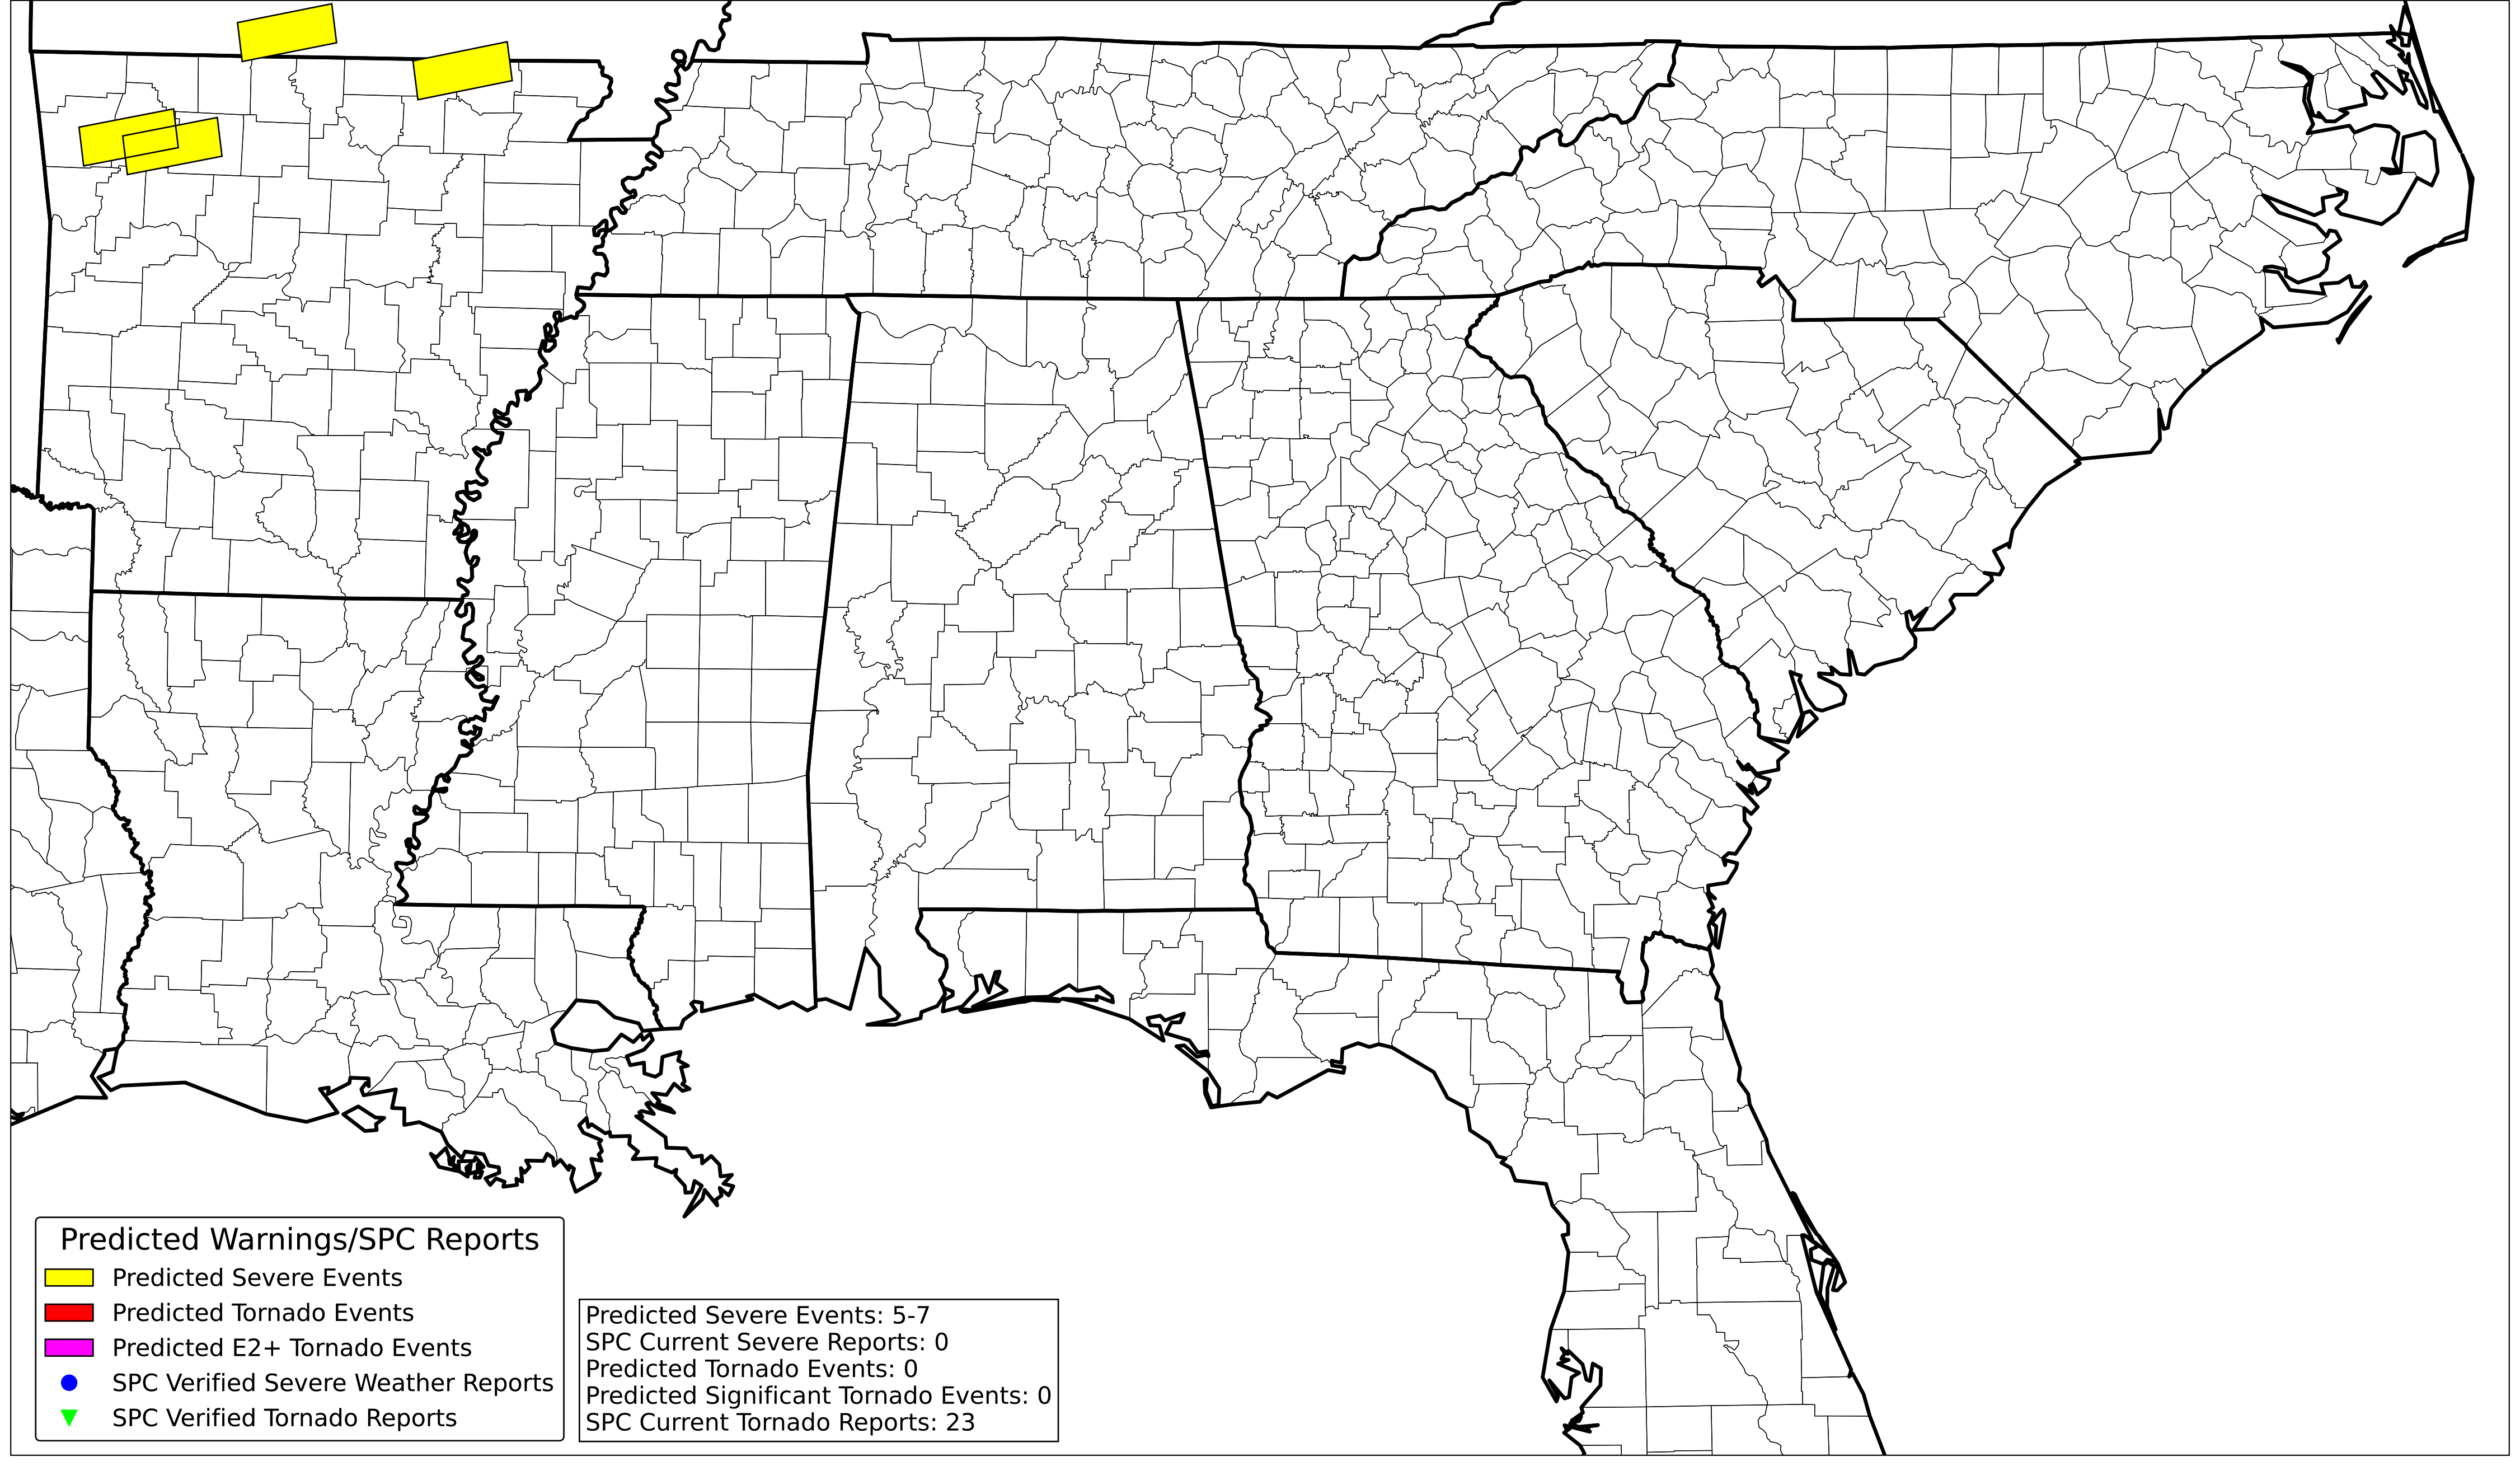 Predicted Warnings/SPC Reports
Predicted Severe Events
Predicted Tornado Events
Predicted E2+ Tornado Events
SPC Verified Severe Weather Reports
SPC Verified Tornado Reports
Predicted Severe Events: 5-7
SPC Current Severe Reports: 0
Predicted Tornado Events: 0
Predicted Significant Tornado Events: 0
SPC Current Tornado Reports: 23